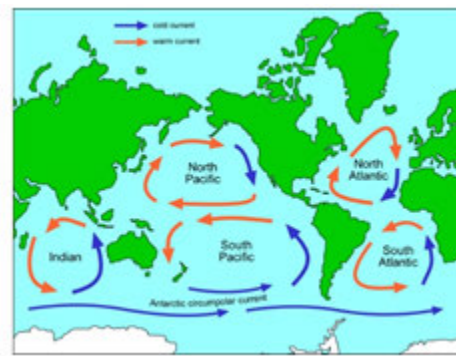 cold current
warm current
North
Pacific
North
Atlantic
Indian
South
Pacific
South
Atlantic
Antarctic circumpolar current